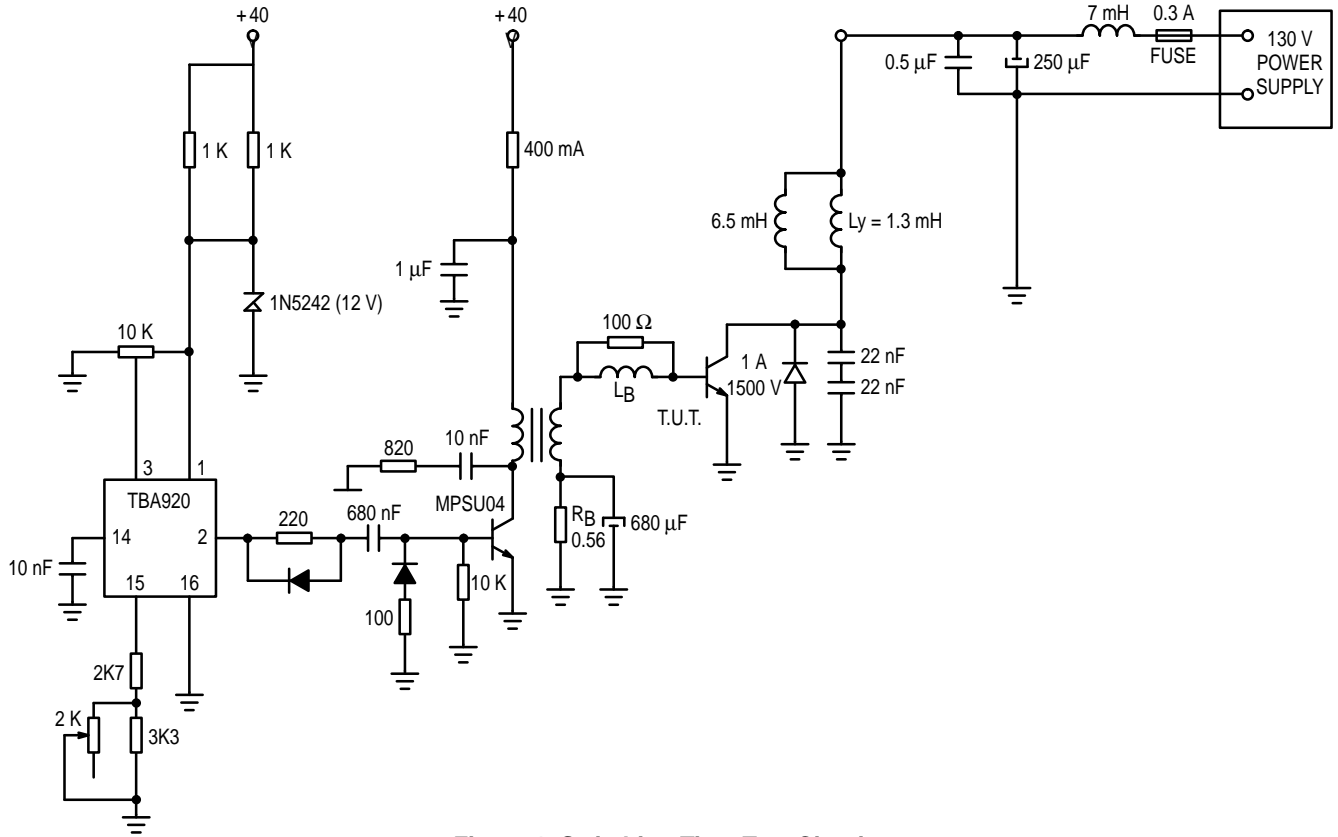 +40
V
+40
V
7 mH
0.3 A
FUSE
130 V
POWER
SUPPLY
0.5 µF
250 µF
1 K
1 K
400 mA
6.5 mH
Ly = 1.3 mH
1 µF
1N5242 (12 V)
10 K
100 Ω
LB
T.U.T.
1 A
1500 V
22 nF
22 nF
820
10 nF
3
1
TBA920
14
2
15
16
10 nF
220
680 nF
MPSU04
RB
0.56
680 µF
10 K
100
2K7
2 K
3K3